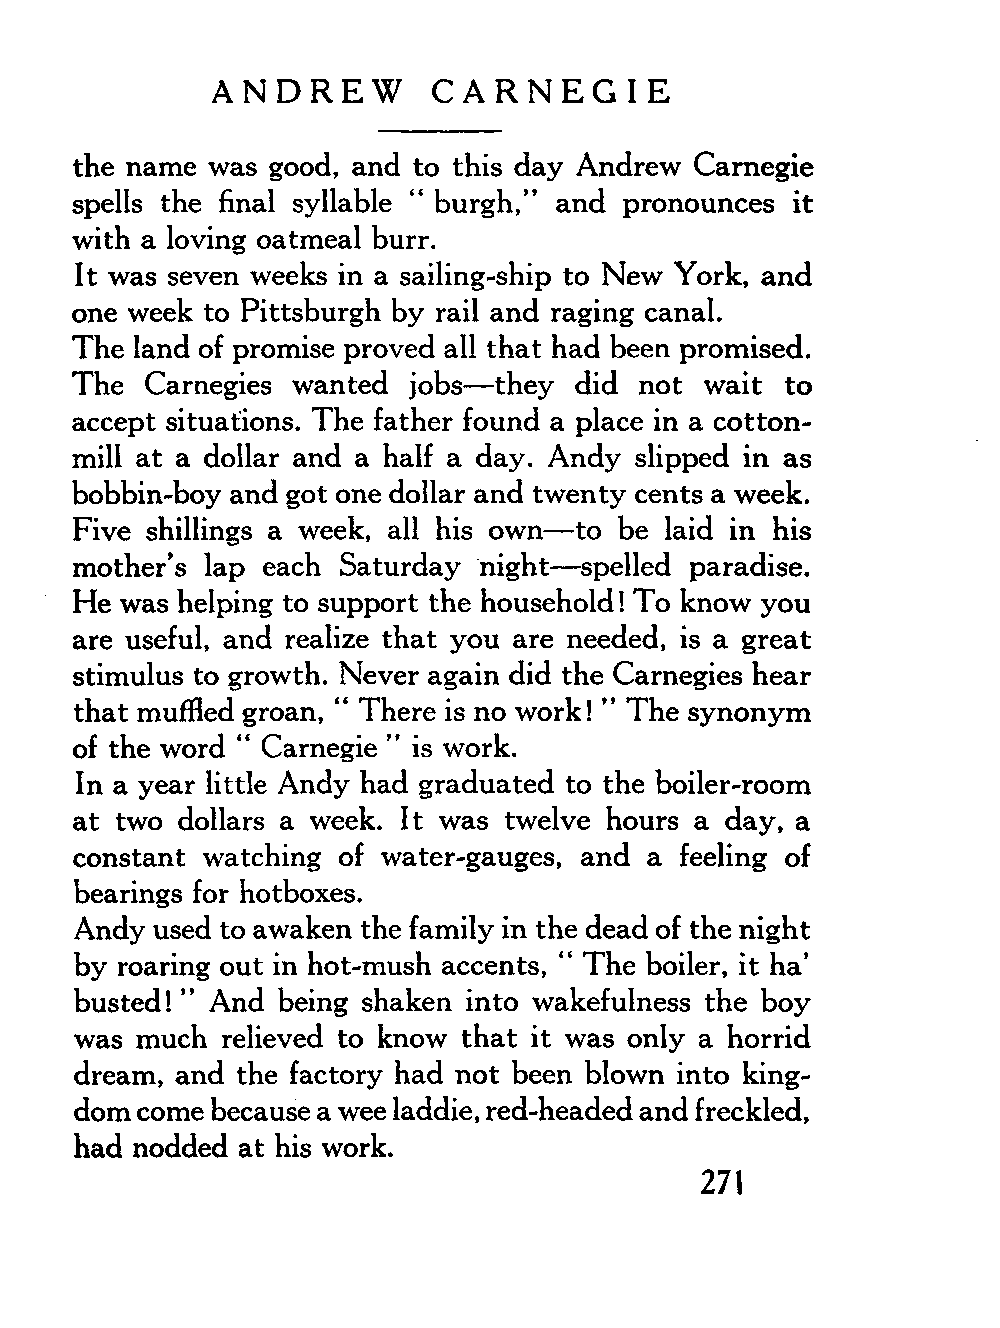 ANDREW CARNEGIE
the name was good, and to this day Andrew Carnegie
spells the final syllable “ burgh,” and pronounces it
with a loving oatmeal burr.
It was seven weeks in a sailing-ship to New York, and
one week to Pittsburgh by rail and raging canal.
The land of promise proved all that had been promised.
The Carnegies wanted jobs—they did not wait to
accept situations. The father found a place in a cotton-
mill at a dollar and a half a day. Andy slipped in as
bobbin-boy and got one dollar and twenty cents a week.
Five shillings a week, all his own—to be laid in his
mother's lap each Saturday night—spelled paradise.
He was helping to support the household! To know you
are useful, and realize that you are needed, is a great
stimulus to growth. Never again did the Carnegies hear
that muffled groan, “ There is no work! ” The synonym
of the word “ Carnegie ” is work.
In a year little Andy had graduated to the boiler-room
at two dollars a week. It was twelve hours a day, a
constant watching of water-gauges, and a feeling of
bearings for hotboxes.
Andy used to awaken the family in the dead of the night
by roaring out in hot-mush accents, “ The boiler, it ha'
busted! ” And being shaken into wakefulness the boy
was much relieved to know that it was only a horrid
dream, and the factory had not been blown into king-
dom come because a wee laddie, red-headed and freckled,
had nodded at his work.
271